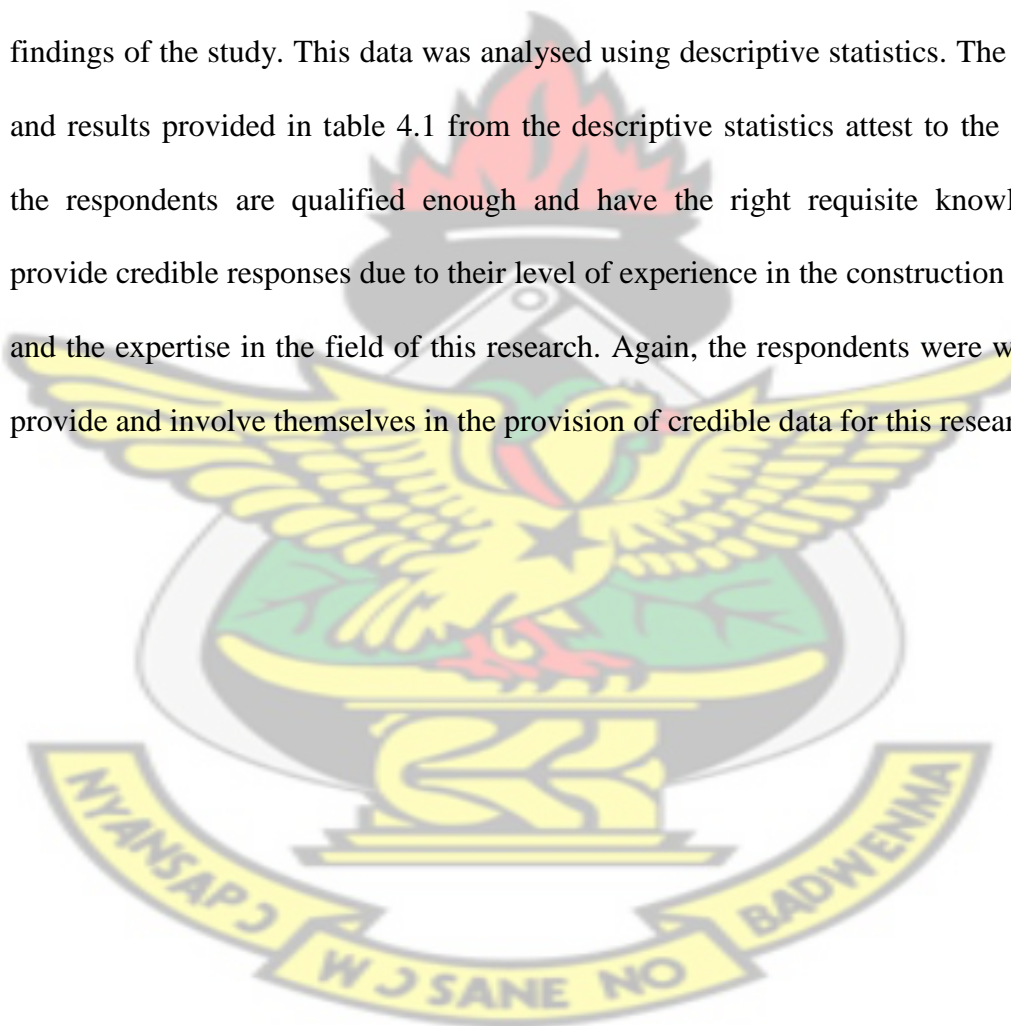 findings of the study. This data was analysed using descriptive statistics. The
and results provided in table 4.1 from the descriptive statistics attest to the
the respondents are qualified enough and have the right requisite knowl
provide credible responses due to their level of experience in the construction
and the expertise in the field of this research. Again, the respondents were w
provide and involve themselves in the provision of credible data for this resear
NYANSAPƆ
WƆSANE NO
BADWENMA